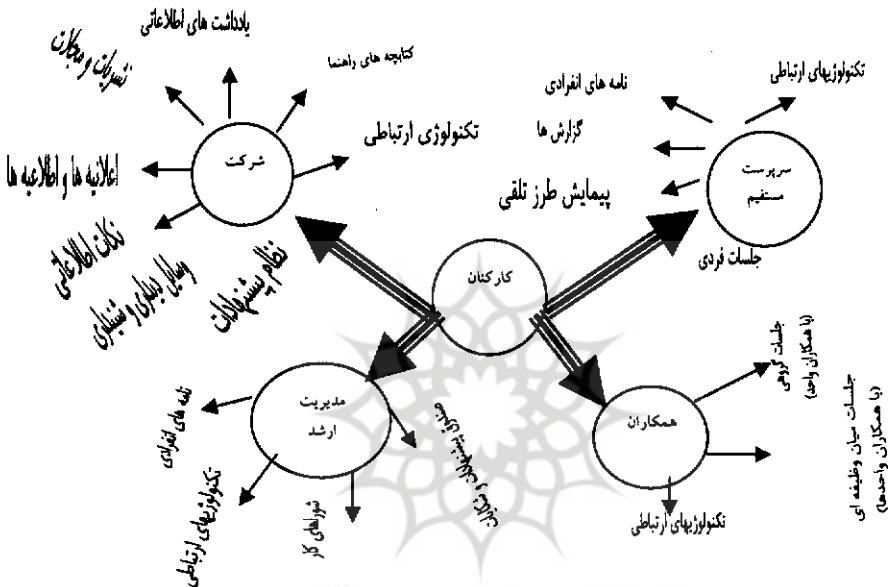 یادداشت های اطلاعاتی
نشریات و مجلات
کتابچه های راهنما
تکنولوژی ارتباطی
شرکت
اعلانیه ها و اطلاعیه ها
نکات اطلاعاتی
وسایل دیداری و شنیداری
نظام پیشنهادات
تکنولوژیهای ارتباطی
نامه های انفرادی
گزارش ها
پیمایش طرز تلقی
سرپرست
مستقیم
جلسات فردی
کارکنان
مدیریت
ارشد
نامه های انفرادی
تکنولوژیهای ارتباطی
شوراهای کار
صندوق پیشنهادات و شکایات
همکاران
جلسات گروهی
(با همکاران واحد)
جلسات میان وظیفه ای
(با همکاران واحدها)
تکنولوژیهای ارتباطی